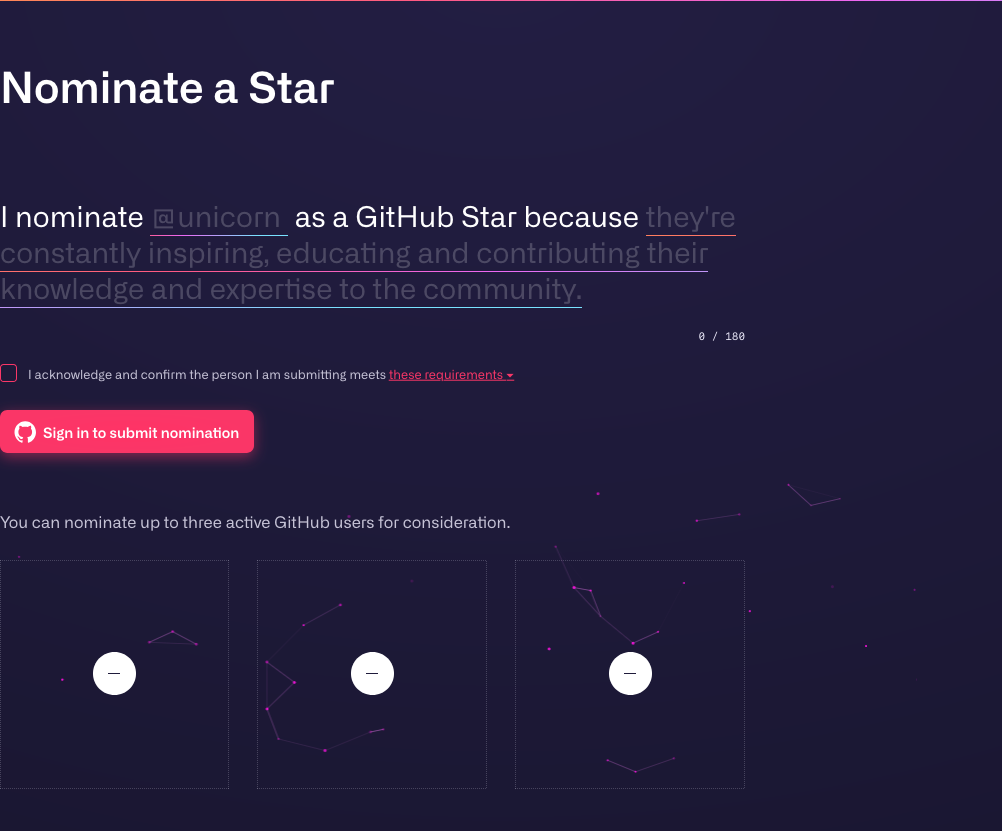 Nominate a Star
I nominate @unicorn as a GitHub Star because they're
constantly inspiring, educating and contributing their
knowledge and expertise to the community.
0 / 180
I acknowledge and confirm the person I am submitting meets these requirements
Sign in to submit nomination
You can nominate up to three active GitHub users for consideration.